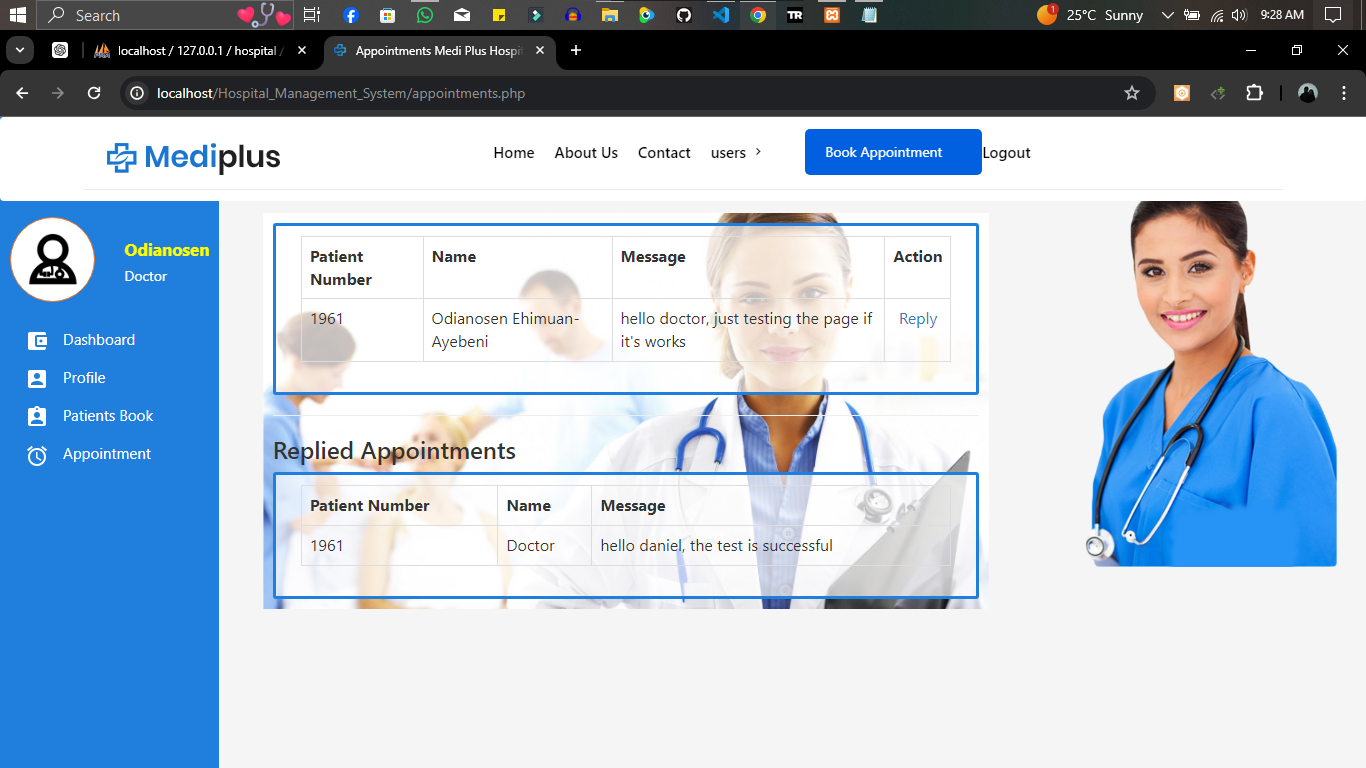 Search
25°C Sunny
9:28 AM
localhost / 127.0.0.1 / hospital /
Appointments Medi Plus Hospit
localhost/Hospital_Management_System/appointments.php
Mediplus
Home About Us Contact users Book Appointment Logout
Odianosen
Doctor
Dashboard
Profile
Patients Book
Appointment
Patient Number Name Message Action
1961 Odianosen Ehimuan-Ayebeni hello doctor, just testing the page if it's works Reply
Replied Appointments
Patient Number Name Message
1961 Doctor hello daniel, the test is successful